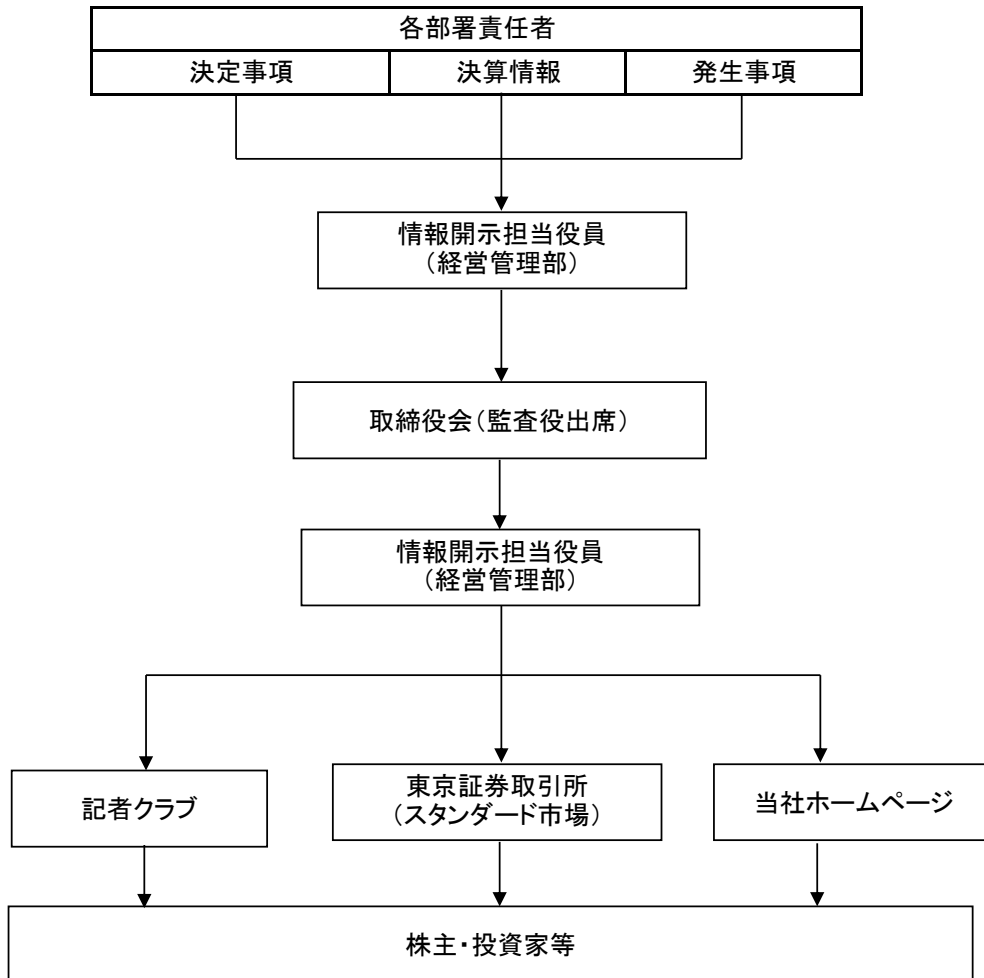 各部署責任者
決定事項 決算情報 発生事項
情報開示担当役員
（経営管理部）
取締役会（監査役出席）
情報開示担当役員
（経営管理部）
記者クラブ 東京証券取引所
（スタンダード市場） 当社ホームページ
株主・投資家等